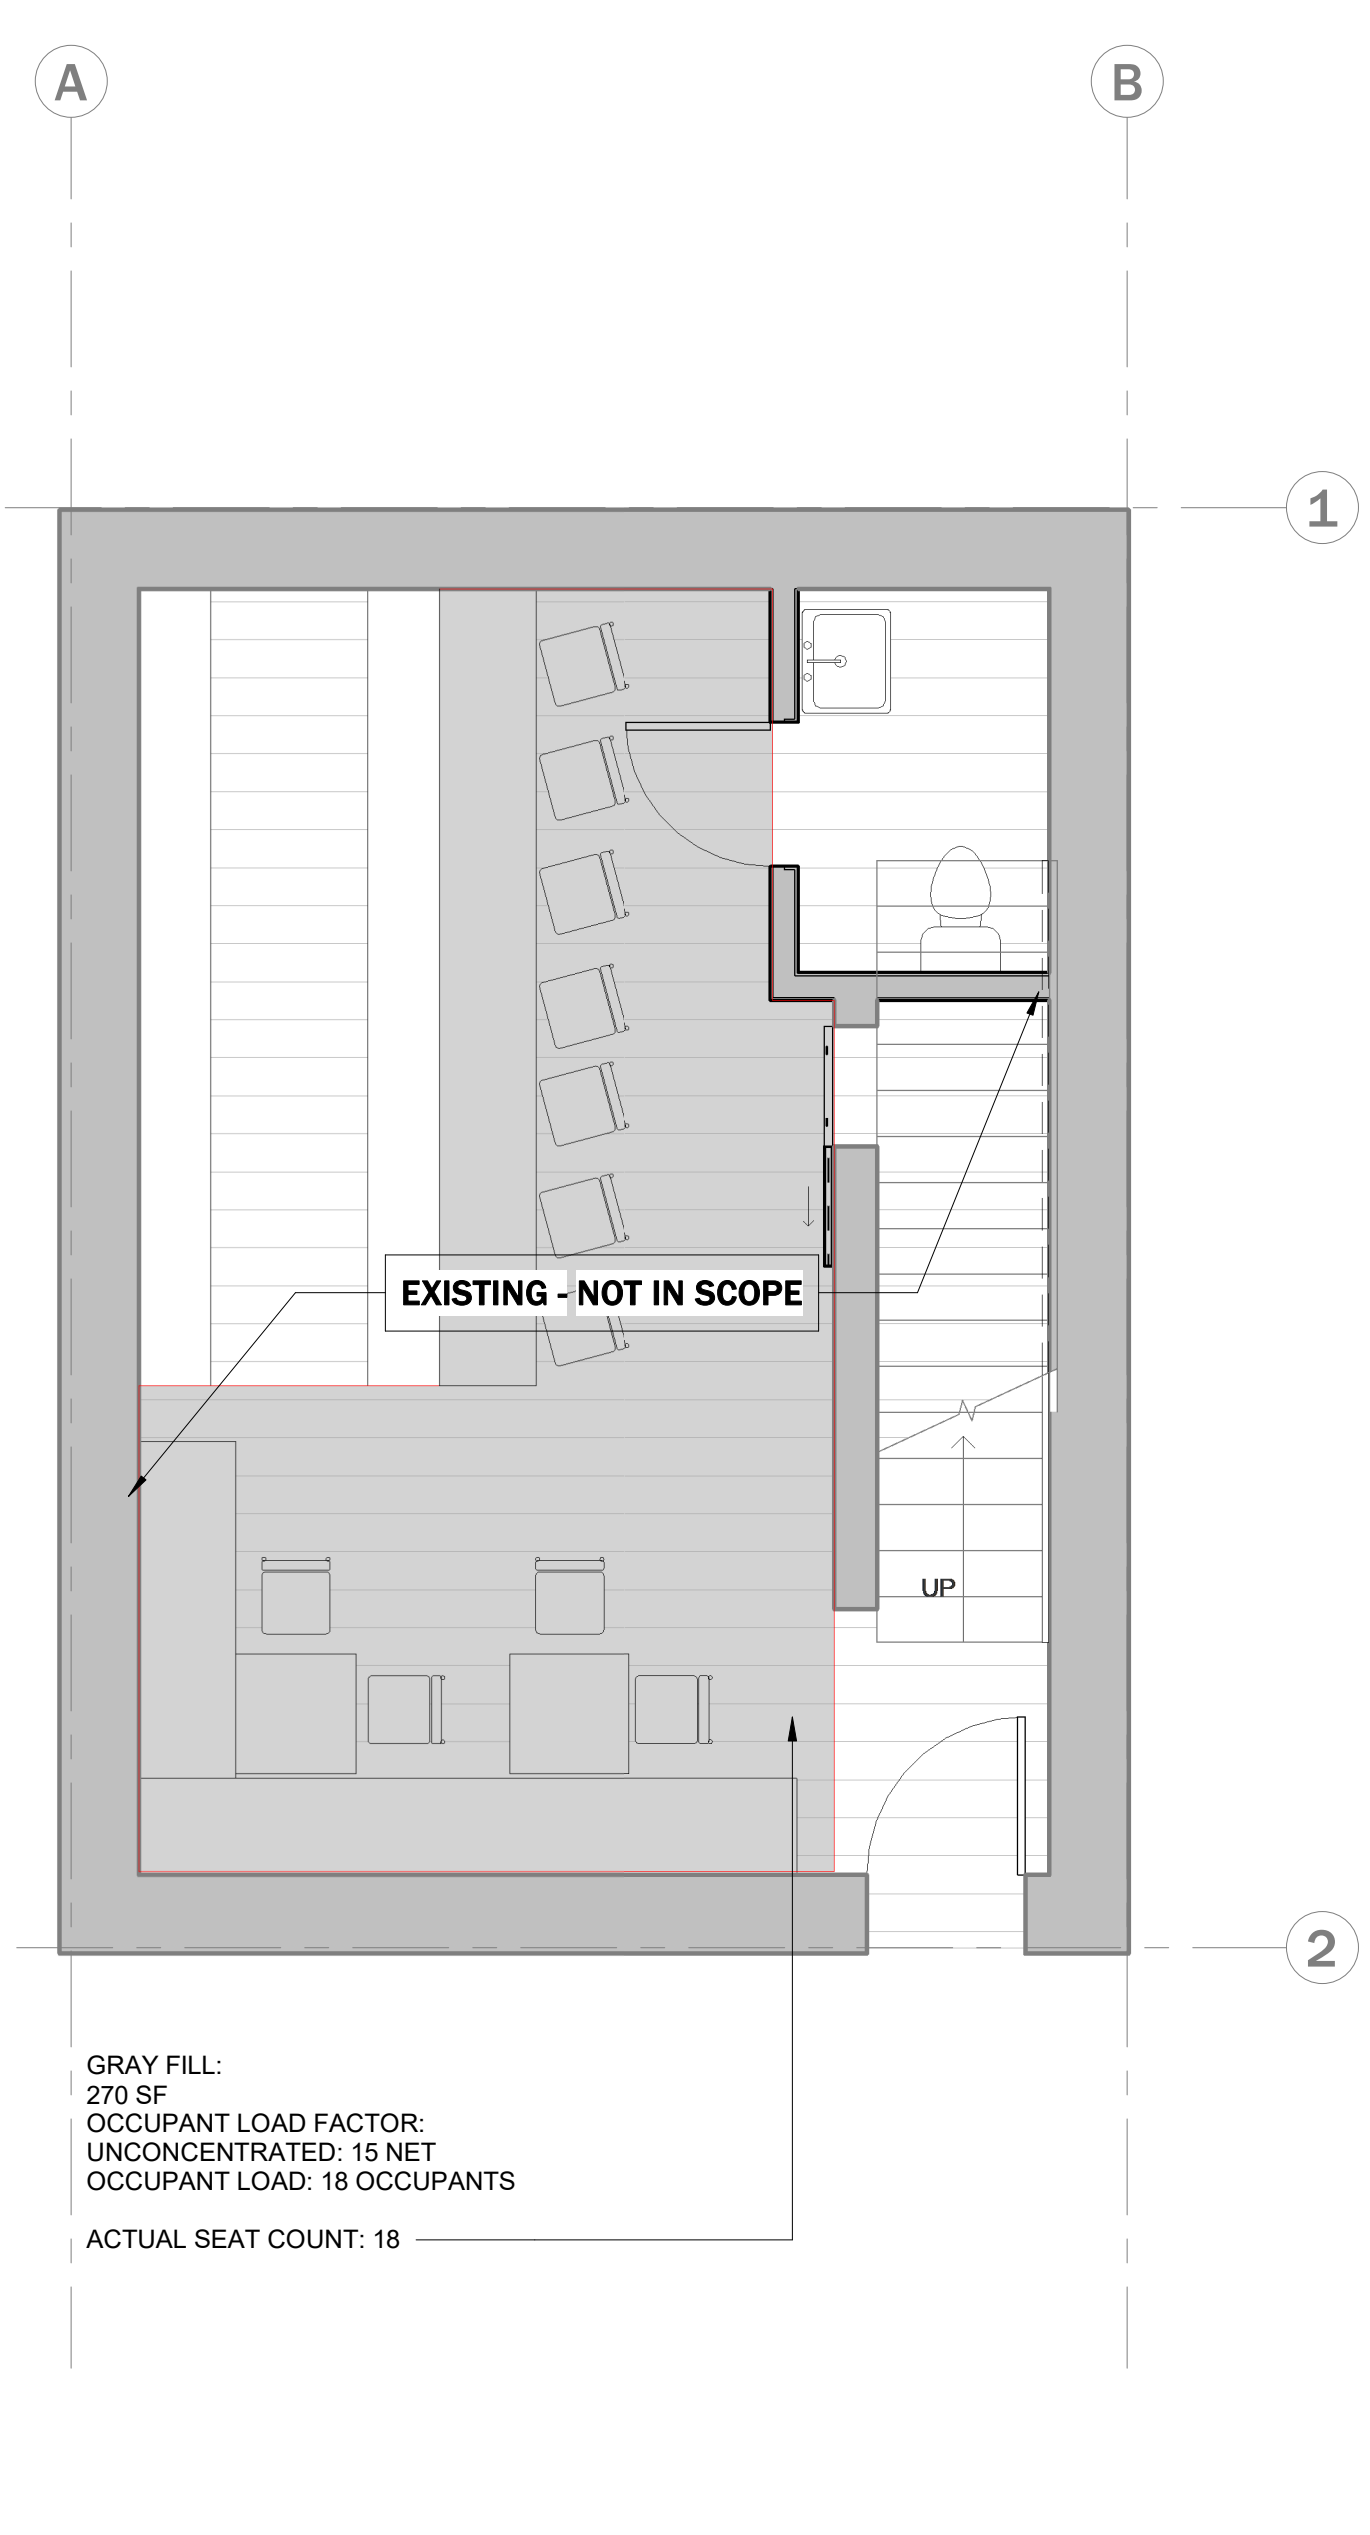 A
B
1
EXISTING - NOT IN SCOPE
UP
2
GRAY FILL:
270 SF
OCCUPANT LOAD FACTOR:
UNCONCENTRATED: 15 NET
OCCUPANT LOAD: 18 OCCUPANTS
ACTUAL SEAT COUNT: 18